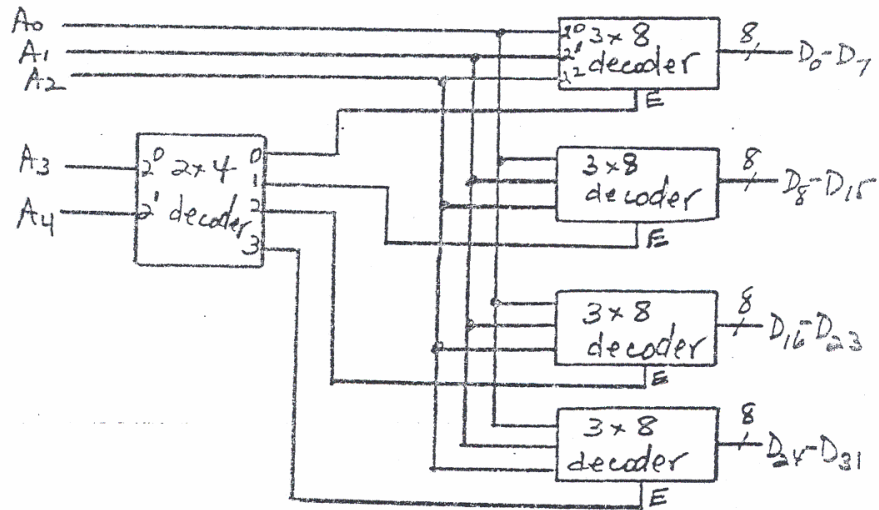 A0
A1
A2
2^0 3×8
2^1 decoder
2^2
E
8
D0-D7
A3
A4
2^0 2×4
2^1 decoder
0
1
2
3
3×8
decoder
E
8
D8-D15
3×8
decoder
E
8
D16-D23
3×8
decoder
E
8
D24-D31